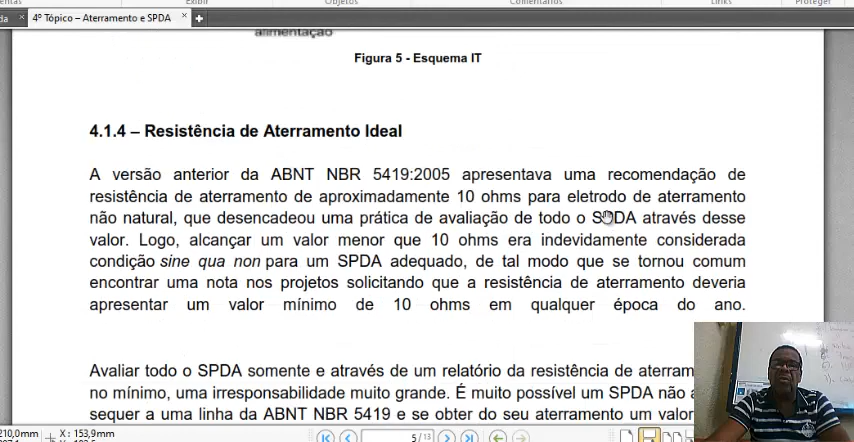 Exibir
Objetos
Comentários
Links
Proteger
4º Tópico – Aterramento e SPDA
alimentação
Figura 5 - Esquema IT
4.1.4 – Resistência de Aterramento Ideal
A versão anterior da ABNT NBR 5419:2005 apresentava uma recomendação de
resistência de aterramento de aproximadamente 10 ohms para eletrodo de aterramento
não natural, que desencadeou uma prática de avaliação de todo o SPDA através desse
valor. Logo, alcançar um valor menor que 10 ohms era indevidamente considerada
condição sine qua non para um SPDA adequado, de tal modo que se tornou comum
encontrar uma nota nos projetos solicitando que a resistência de aterramento deveria
apresentar um valor mínimo de 10 ohms em qualquer época do ano.
Avaliar todo o SPDA somente e através de um relatório da resistência de
no mínimo, uma irresponsabilidade muito grande. É muito possível um SPDA não
sequer a uma linha da ABNT NBR 5419 e se obter do seu aterramento um valor
210,0mm
X: 153,9mm
5 / 13